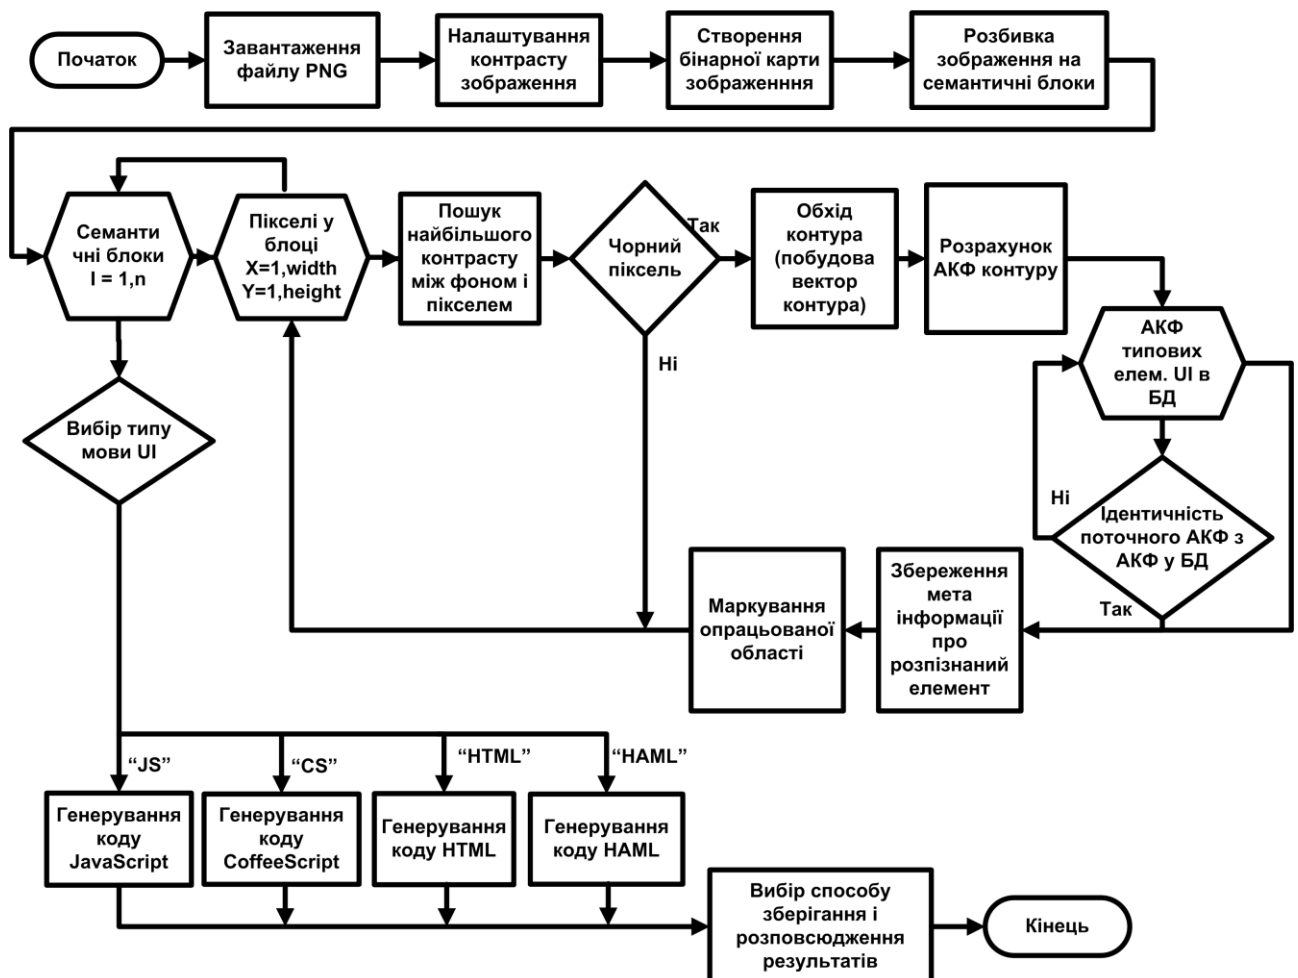 Початок
Завантаження
файлу PNG
Налаштування
контрасту
зображення
Створення
бінарної карти
зображенння
Розбивка
зображення на
семантичні блоки
Семанти
чні блоки
I = 1,n
Пікселі у
блоці
X=1,width
Y=1,height
Пошук
найбільшого
контрасту
між фоном і
пікселем
Чорний
піксель
Так
Ні
Обхід
контура
(побудова
вектор
контура)
Розрахунок
АКФ контуру
АКФ
типових
елем. UI в
БД
Ні
Ідентичність
поточного АКФ з
АКФ у БД
Так
Збереження
мета
інформації
про
розпізнаний
елемент
Маркування
опрацьованої
області
Вибір типу
мови UI
“JS”
“CS”
“HTML”
“HAML”
Генерування
коду
JavaScript
Генерування
коду
CoffeeScript
Генерування
коду HTML
Генерування
коду HAML
Вибір способу
зберігання і
розповсюдження
результатів
Кінець